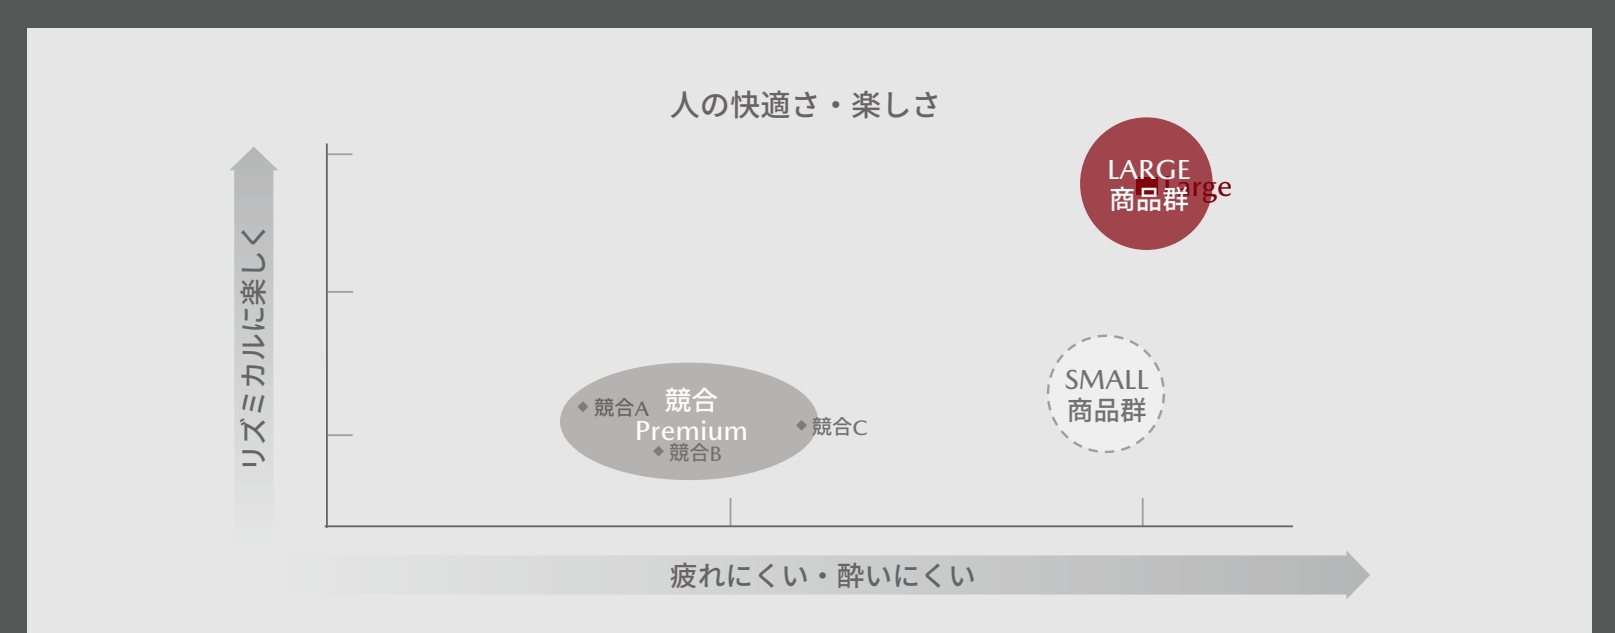 人の快適さ・楽しさ
LARGE
商品群
Large
リズミカルに楽しく
競合
Premium
競合A
競合B
競合C
SMALL
商品群
疲れにくい・酔いにくい